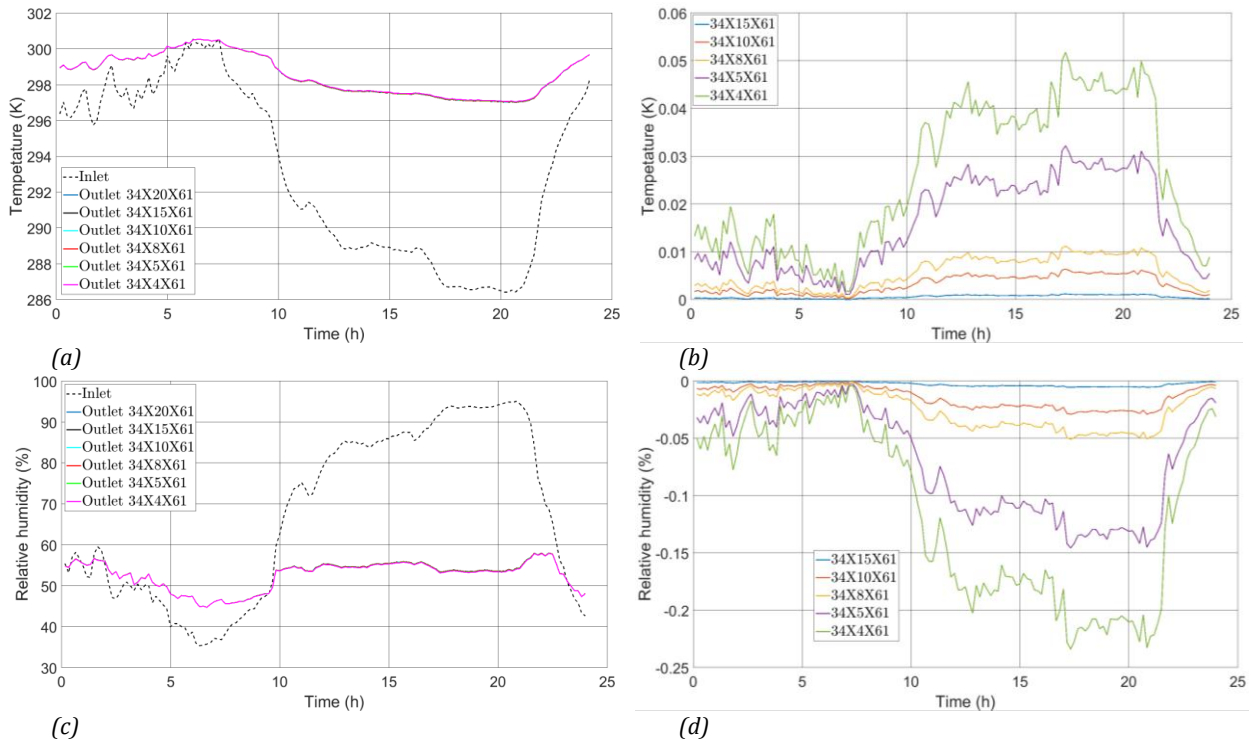 302
300
298
296
294
292
290
288
286
Tempetature (K)
Inlet
Outlet 34X20X61
Outlet 34X15X61
Outlet 34X10X61
Outlet 34X8X61
Outlet 34X5X61
Outlet 34X4X61
0 5 10 15 20 25
Time (h)
(a)
0.06
0.05
0.04
0.03
0.02
0.01
0
Tempetature (K)
34X15X61
34X10X61
34X8X61
34X5X61
34X4X61
0 5 10 15 20 25
Time (h)
(b)
100
90
80
70
60
50
40
30
Relative humidity (%)
Inlet
Outlet 34X20X61
Outlet 34X15X61
Outlet 34X10X61
Outlet 34X8X61
Outlet 34X5X61
Outlet 34X4X61
0 5 10 15 20 25
Time (h)
(c)
0
-0.05
-0.1
-0.15
-0.2
-0.25
Relative humidity (%)
34X15X61
34X10X61
34X8X61
34X5X61
34X4X61
0 5 10 15 20 25
Time (h)
(d)